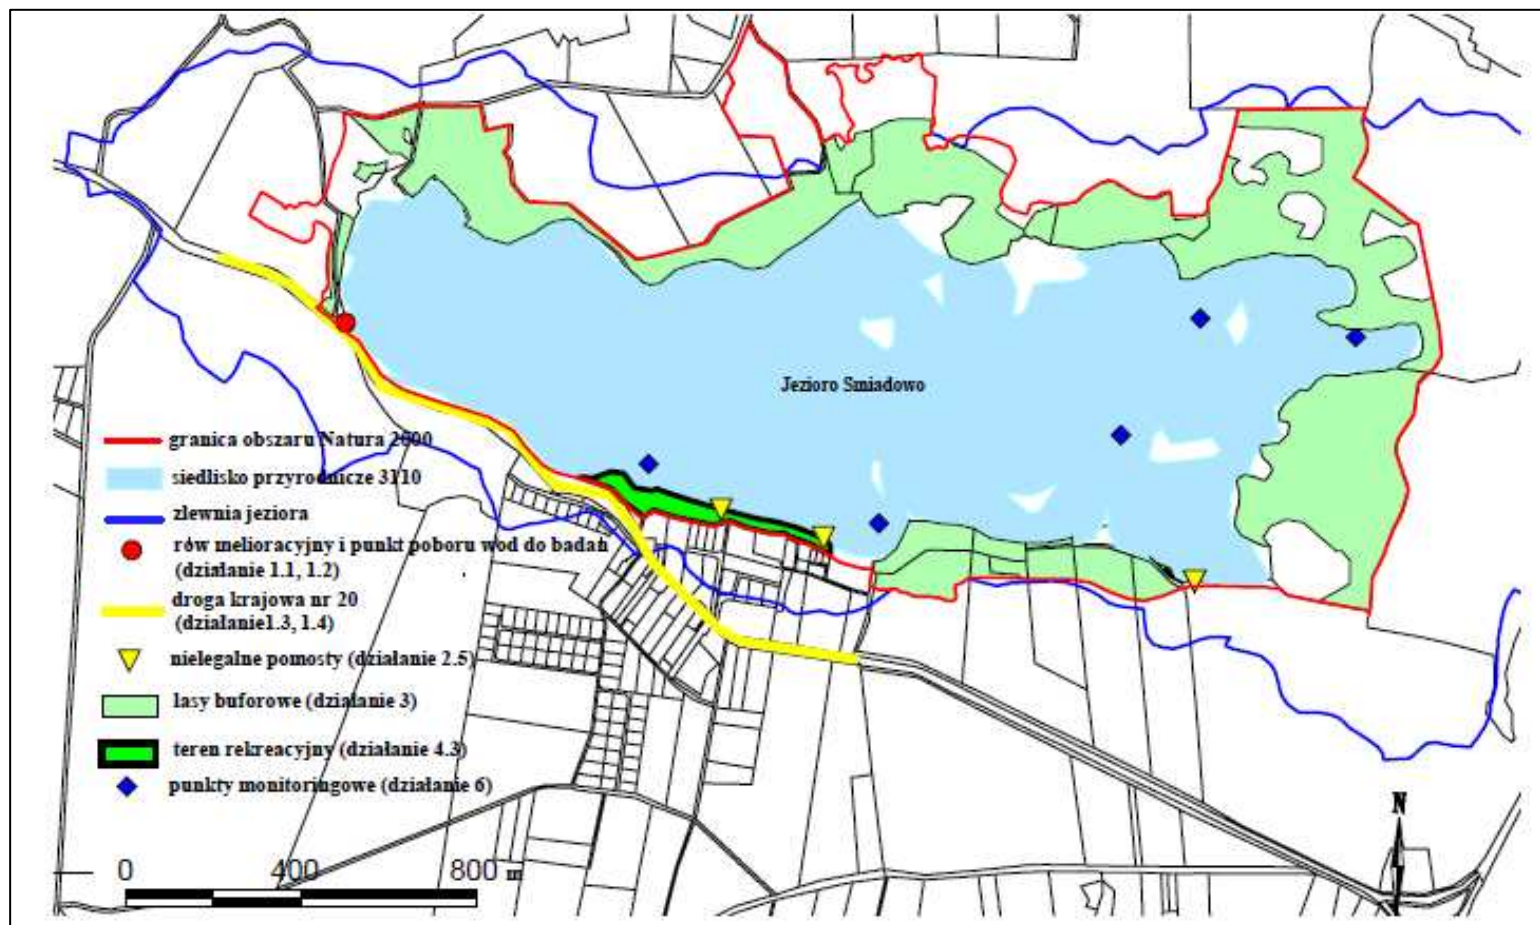 Jezioro Smiadowo
granica obszaru Natura 2000
siedlisko przyrodnicze 3110
zlewnia jeziora
rów melioracyjny i punkt poboru wód do badań
(działanie 1.1, 1.2)
droga krajowa nr 20
(działanie1.3, 1.4)
nielegalne pomosty (działanie 2.5)
lasy buforowe (działanie 3)
teren rekreacyjny (działanie 4.3)
punkty monitoringowe (działanie 6)
N
0 400 800 m